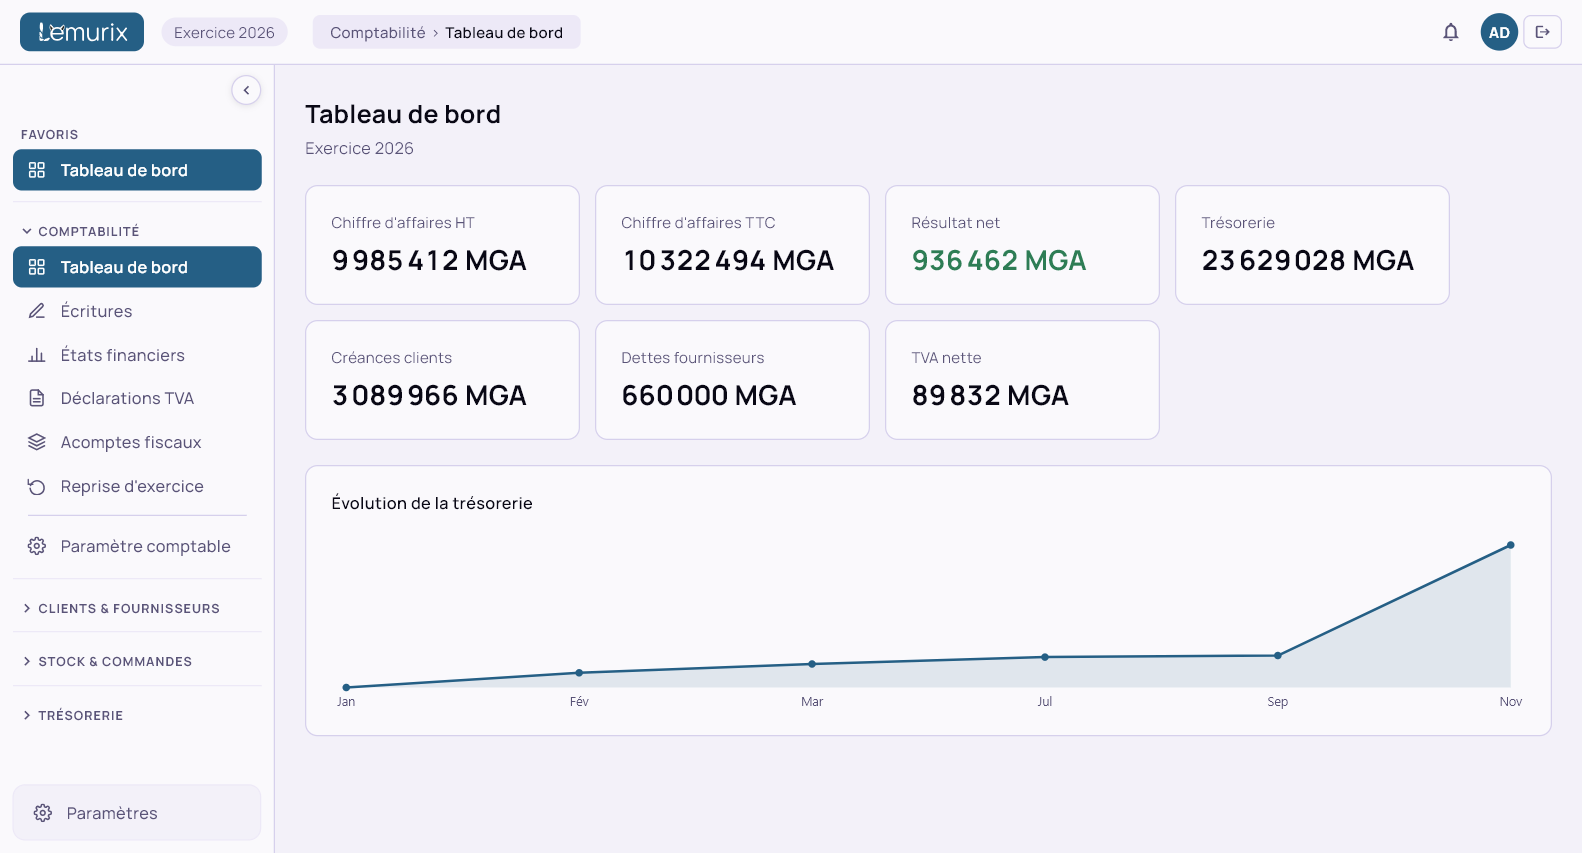 Lemurix
Exercice 2026
Comptabilité › Tableau de bord
AD
FAVORIS
Tableau de bord
COMPTABILITÉ
Tableau de bord
Écritures
États financiers
Déclarations TVA
Acomptes fiscaux
Reprise d'exercice
Paramètre comptable
CLIENTS & FOURNISSEURS
STOCK & COMMANDES
TRÉSORERIE
Paramètres
Tableau de bord
Exercice 2026
Chiffre d'affaires HT
9 985 412 MGA
Chiffre d'affaires TTC
10 322 494 MGA
Résultat net
936 462 MGA
Trésorerie
23 629 028 MGA
Créances clients
3 089 966 MGA
Dettes fournisseurs
660 000 MGA
TVA nette
89 832 MGA
Évolution de la trésorerie
Jan Fév Mar Jul Sep Nov